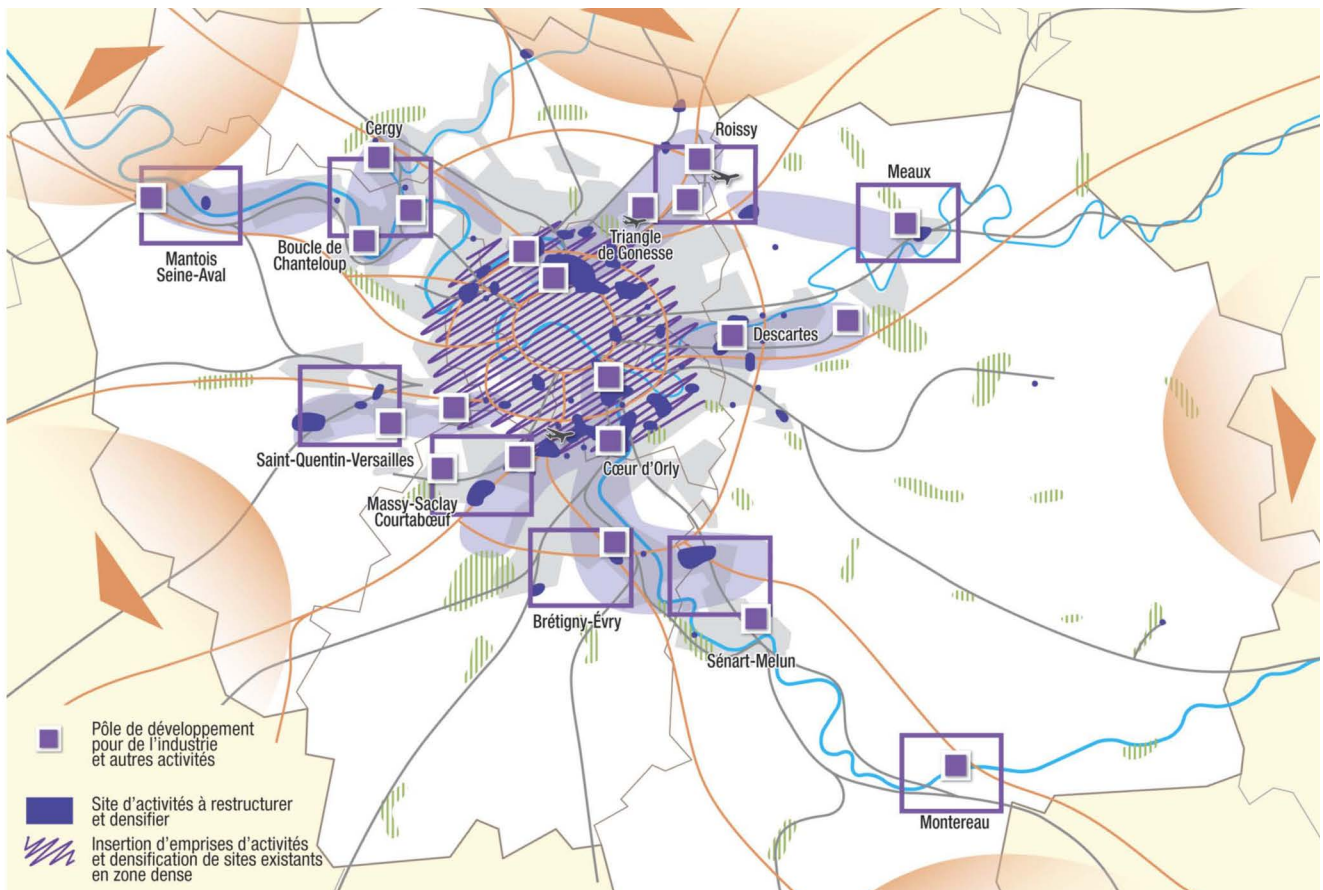 Cergy
Roissy
Meaux
Mantois
Seine-Aval
Boucle de
Chanteloup
Triangle
de Gonesse
Descartes
Saint-Quentin-Versailles
Cœur d'Orly
Massy-Saclay
Courtabœuf
Brétigny-Évry
Sénart-Melun
Montereau
Pôle de développement
pour de l'industrie
et autres activités
Site d'activités à restructurer
et densifier
Insertion d'emprises d'activités
et densification de sites existants
en zone dense